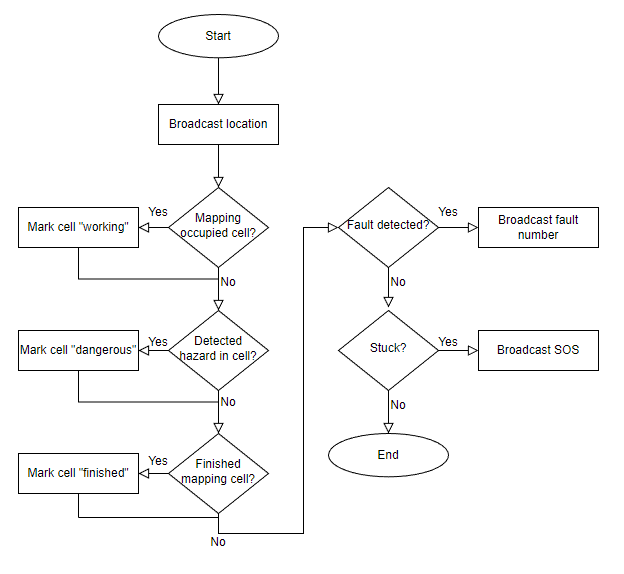 Start
Broadcast location
Yes
Mapping
occupied cell?
Mark cell "working"
No
Yes
Detected
hazard in cell?
Mark cell "dangerous"
No
Yes
Finished
mapping cell?
Mark cell "finished"
No
Fault detected?
Yes
Broadcast fault
number
No
Stuck?
Yes
Broadcast SOS
No
End